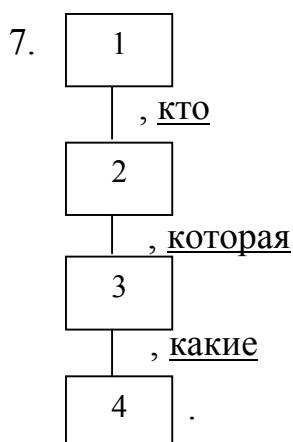 7. 1
, кто
2
, которая
3
, какие
4 .